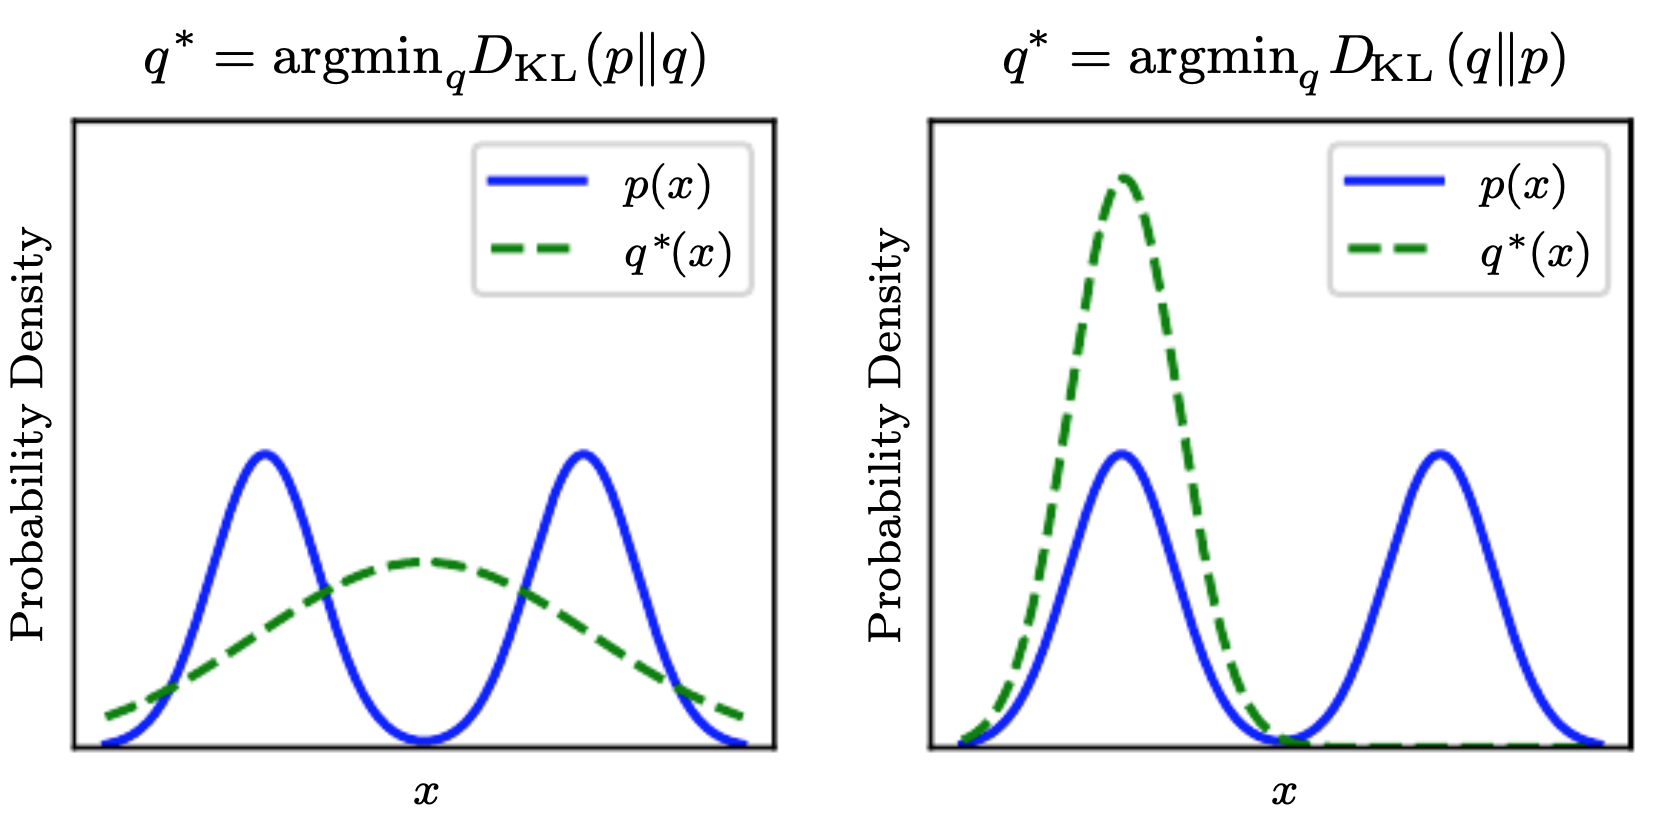 q* = argmin_q D_KL(p‖q)
p(x)
q*(x)
Probability Density
x
q* = argmin_q D_KL(q‖p)
p(x)
q*(x)
Probability Density
x